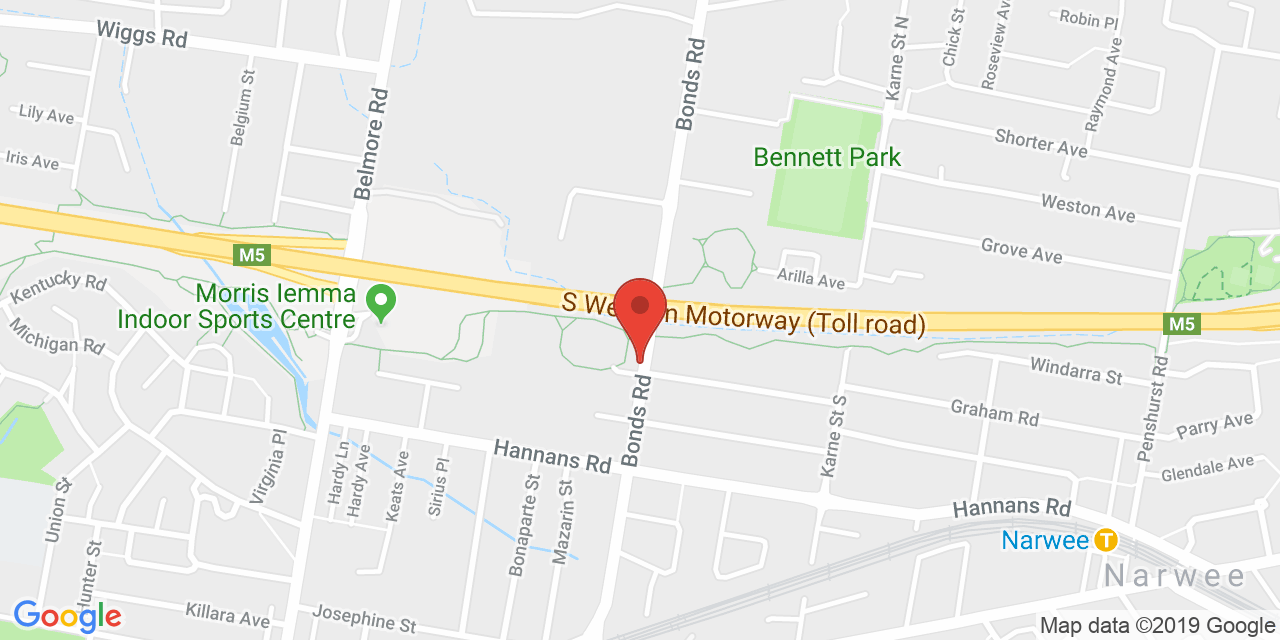 Wiggs Rd
Robin Pl
Chick St
Roseview Av
Karne St N
Raymond Ave
Bonds Rd
Belgium St
Belmore Rd
Lily Ave
Iris Ave
Shorter Ave
Bennett Park
Weston Ave
Grove Ave
Arilla Ave
M5
Kentucky Rd
Morris Iemma
Indoor Sports Centre
S We n Motorway (Toll road)
M5
Michigan Rd
Windarra St
Penshurst Rd
Bonds Rd
Karne St S
Graham Rd
Parry Ave
Hannans Rd
Glendale Ave
Virginia Pl
Hardy Ln
Hardy Ave
Keats Ave
Sirius Pl
Bonaparte St
Mazarin St
Union St
Hannans Rd
Narwee
T
Narwee
Hunter St
Killara Ave
Josephine St
Google
Map data ©2019 Google